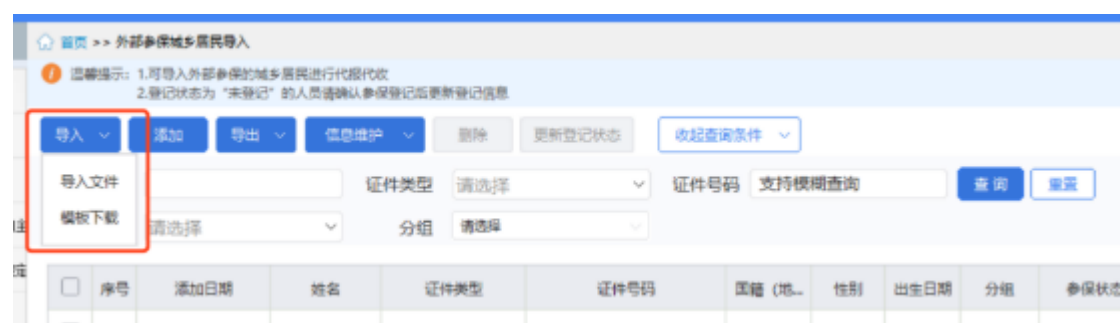 首页 >> 外部参保城乡居民导入
温馨提示：1.可导入外部参保的城乡居民进行代报代收
2.登记状态为“未登记”的人员请确认参保登记后更新登记信息
导入 添加 导出 信息维护 删除 更新登记状态 收起查询条件
导入文件 证件类型 请选择 证件号码 支持模糊查询 查询 重置
模板下载 请选择 分组 请选择
序号 添加日期 姓名 证件类型 证件号码 国籍（地... 性别 出生日期 分组 参保状态